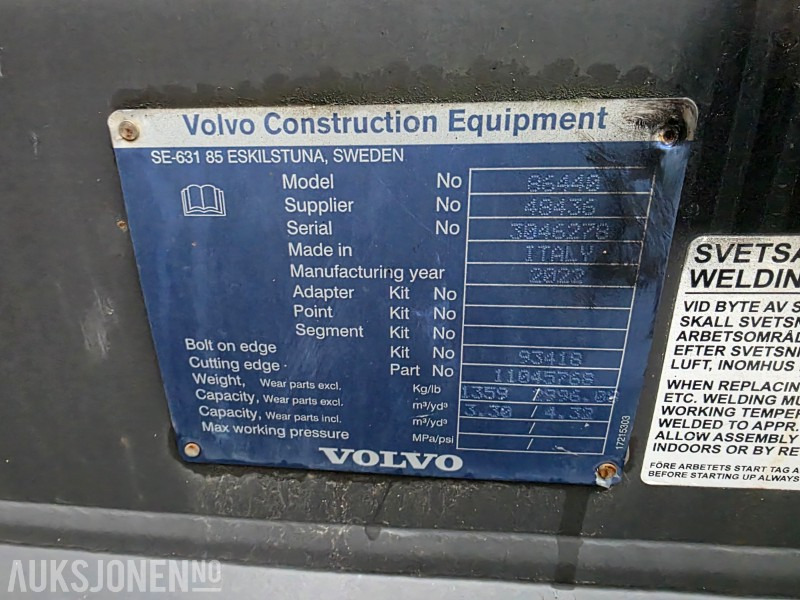 Volvo Construction Equipment
SE-631 85 ESKILSTUNA, SWEDEN
Model No 86440
Supplier No 48436
Serial No 3046278
Made in ITALY
Manufacturing year 2022
Adapter Kit No
Point Kit No
Segment Kit No
Bolt on edge Kit No 93418
Cutting edge Part No 11045768
Weight, Wear parts excl. Kg/lb 1359 /
Capacity, Wear parts excl. m³/yd³ 3.30 / 4.32
Capacity, Wear parts incl. m³/yd³ /
Max working pressure MPa/psi /
VOLVO
17215303
WELDIN
VID BYTE AV S
SKALL SVETSN
ARBETSOMRÅD
EFTER SVETSN
LUFT, INOMHUS
WHEN REPLACIN
ETC. WELDING MU
WORKING TEMPER
WELDED TO APPR.
ALLOW ASSEMBLY
INDOORS OR BY RE
FÖRE ARBETETS START TAG A
BEFORE STARTING UP ALWAYS
AUKSJONEN.NO